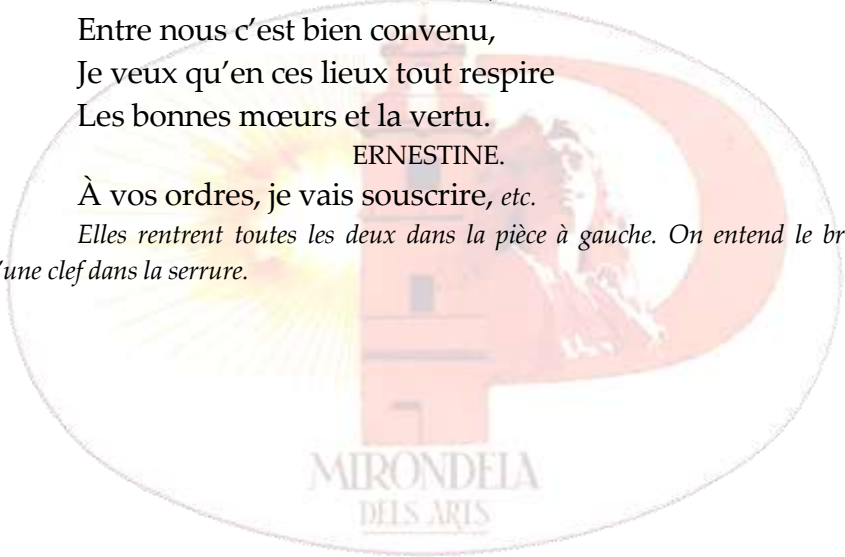 Entre nous c’est bien convenu,
Je veux qu’en ces lieux tout respire
Les bonnes mœurs et la vertu.
ERNESTINE.
À vos ordres, je vais souscrire, etc.
Elles rentrent toutes les deux dans la pièce à gauche. On entend le br
’une clef dans la serrure.
MIRONDELA
DELS ARTS